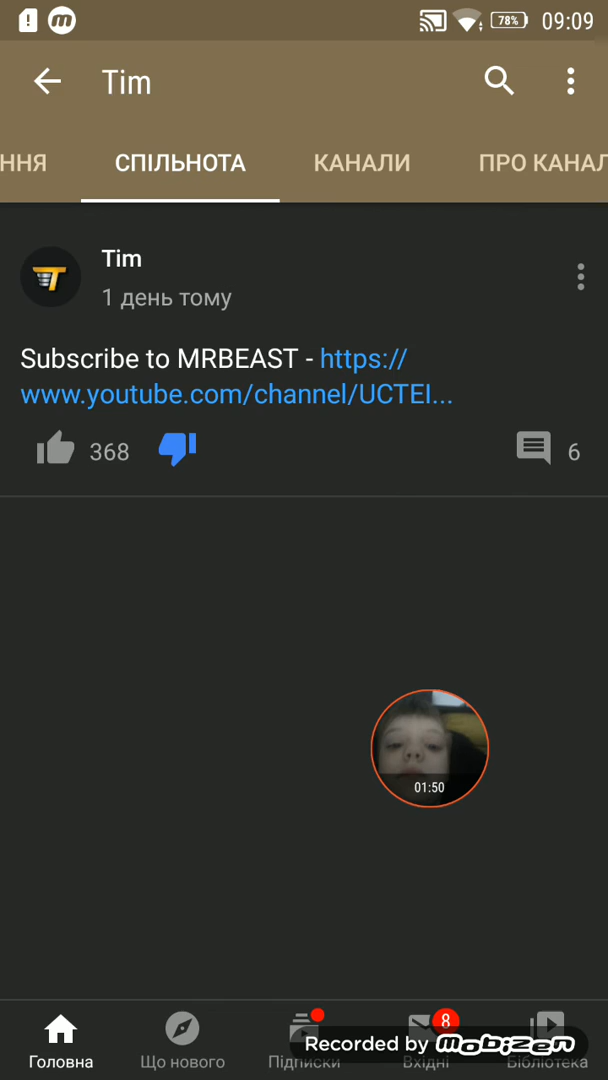 78% 09:09
Tim
ННЯ СПІЛЬНОТА КАНАЛИ ПРО КАНАЛ
Tim
1 день тому
Subscribe to MRBEAST - https://
www.youtube.com/channel/UCTEI...
368 6
01:50
8
Recorded by mobizen
Головна Що нового Підписки Вхідні Бібліотека